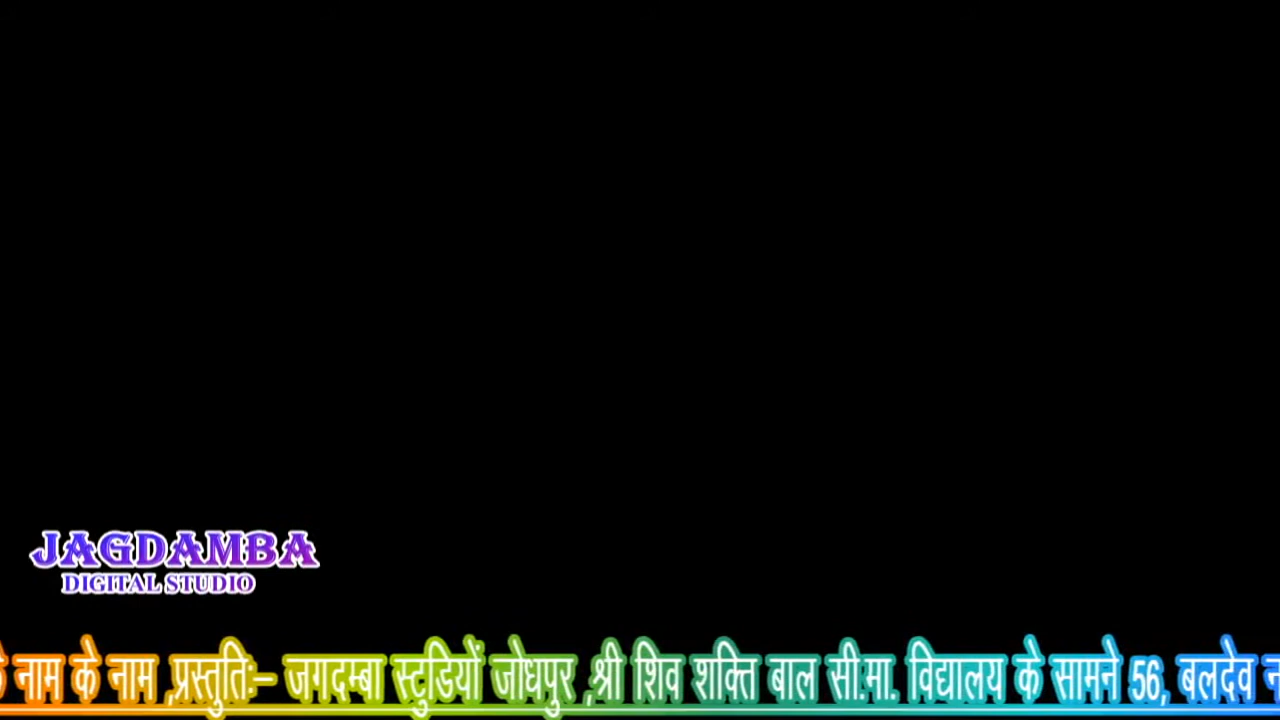 JAGDAMBA
DIGITAL STUDIO
नाम के नाम ,प्रस्तुतिः– जगदम्बा स्टुडियों जोधपुर ,श्री शिव शक्ति बाल सी.मा. विद्यालय के सामने 56, बलदेव